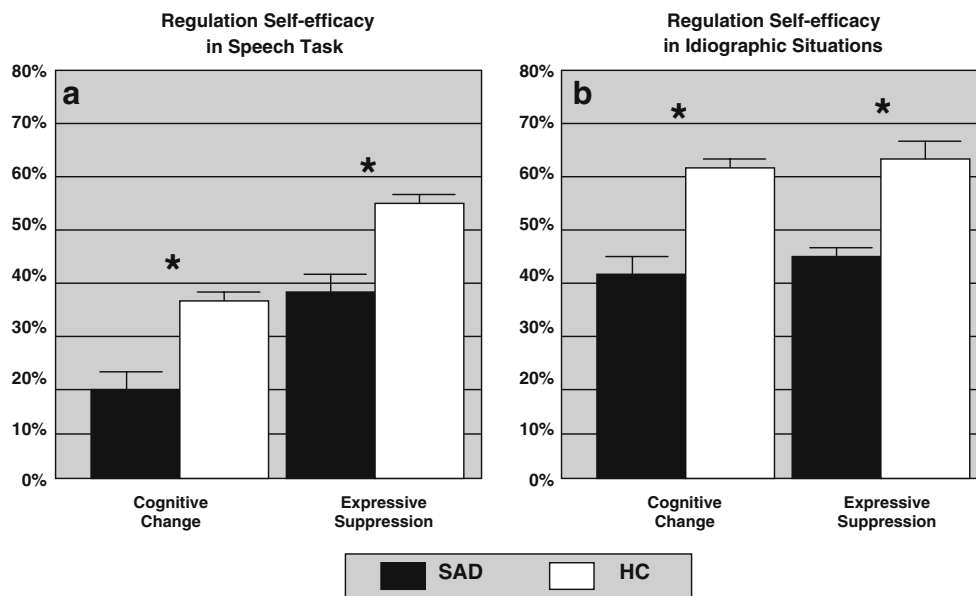 Regulation Self-efficacy
in Speech Task
80%
a
70%
*
60%
50%
*
40%
30%
20%
10%
0%
Cognitive
Change
Expressive
Suppression
Regulation Self-efficacy
in Idiographic Situations
80%
b
*
*
70%
60%
50%
40%
30%
20%
10%
0%
Cognitive
Change
Expressive
Suppression
SAD
HC